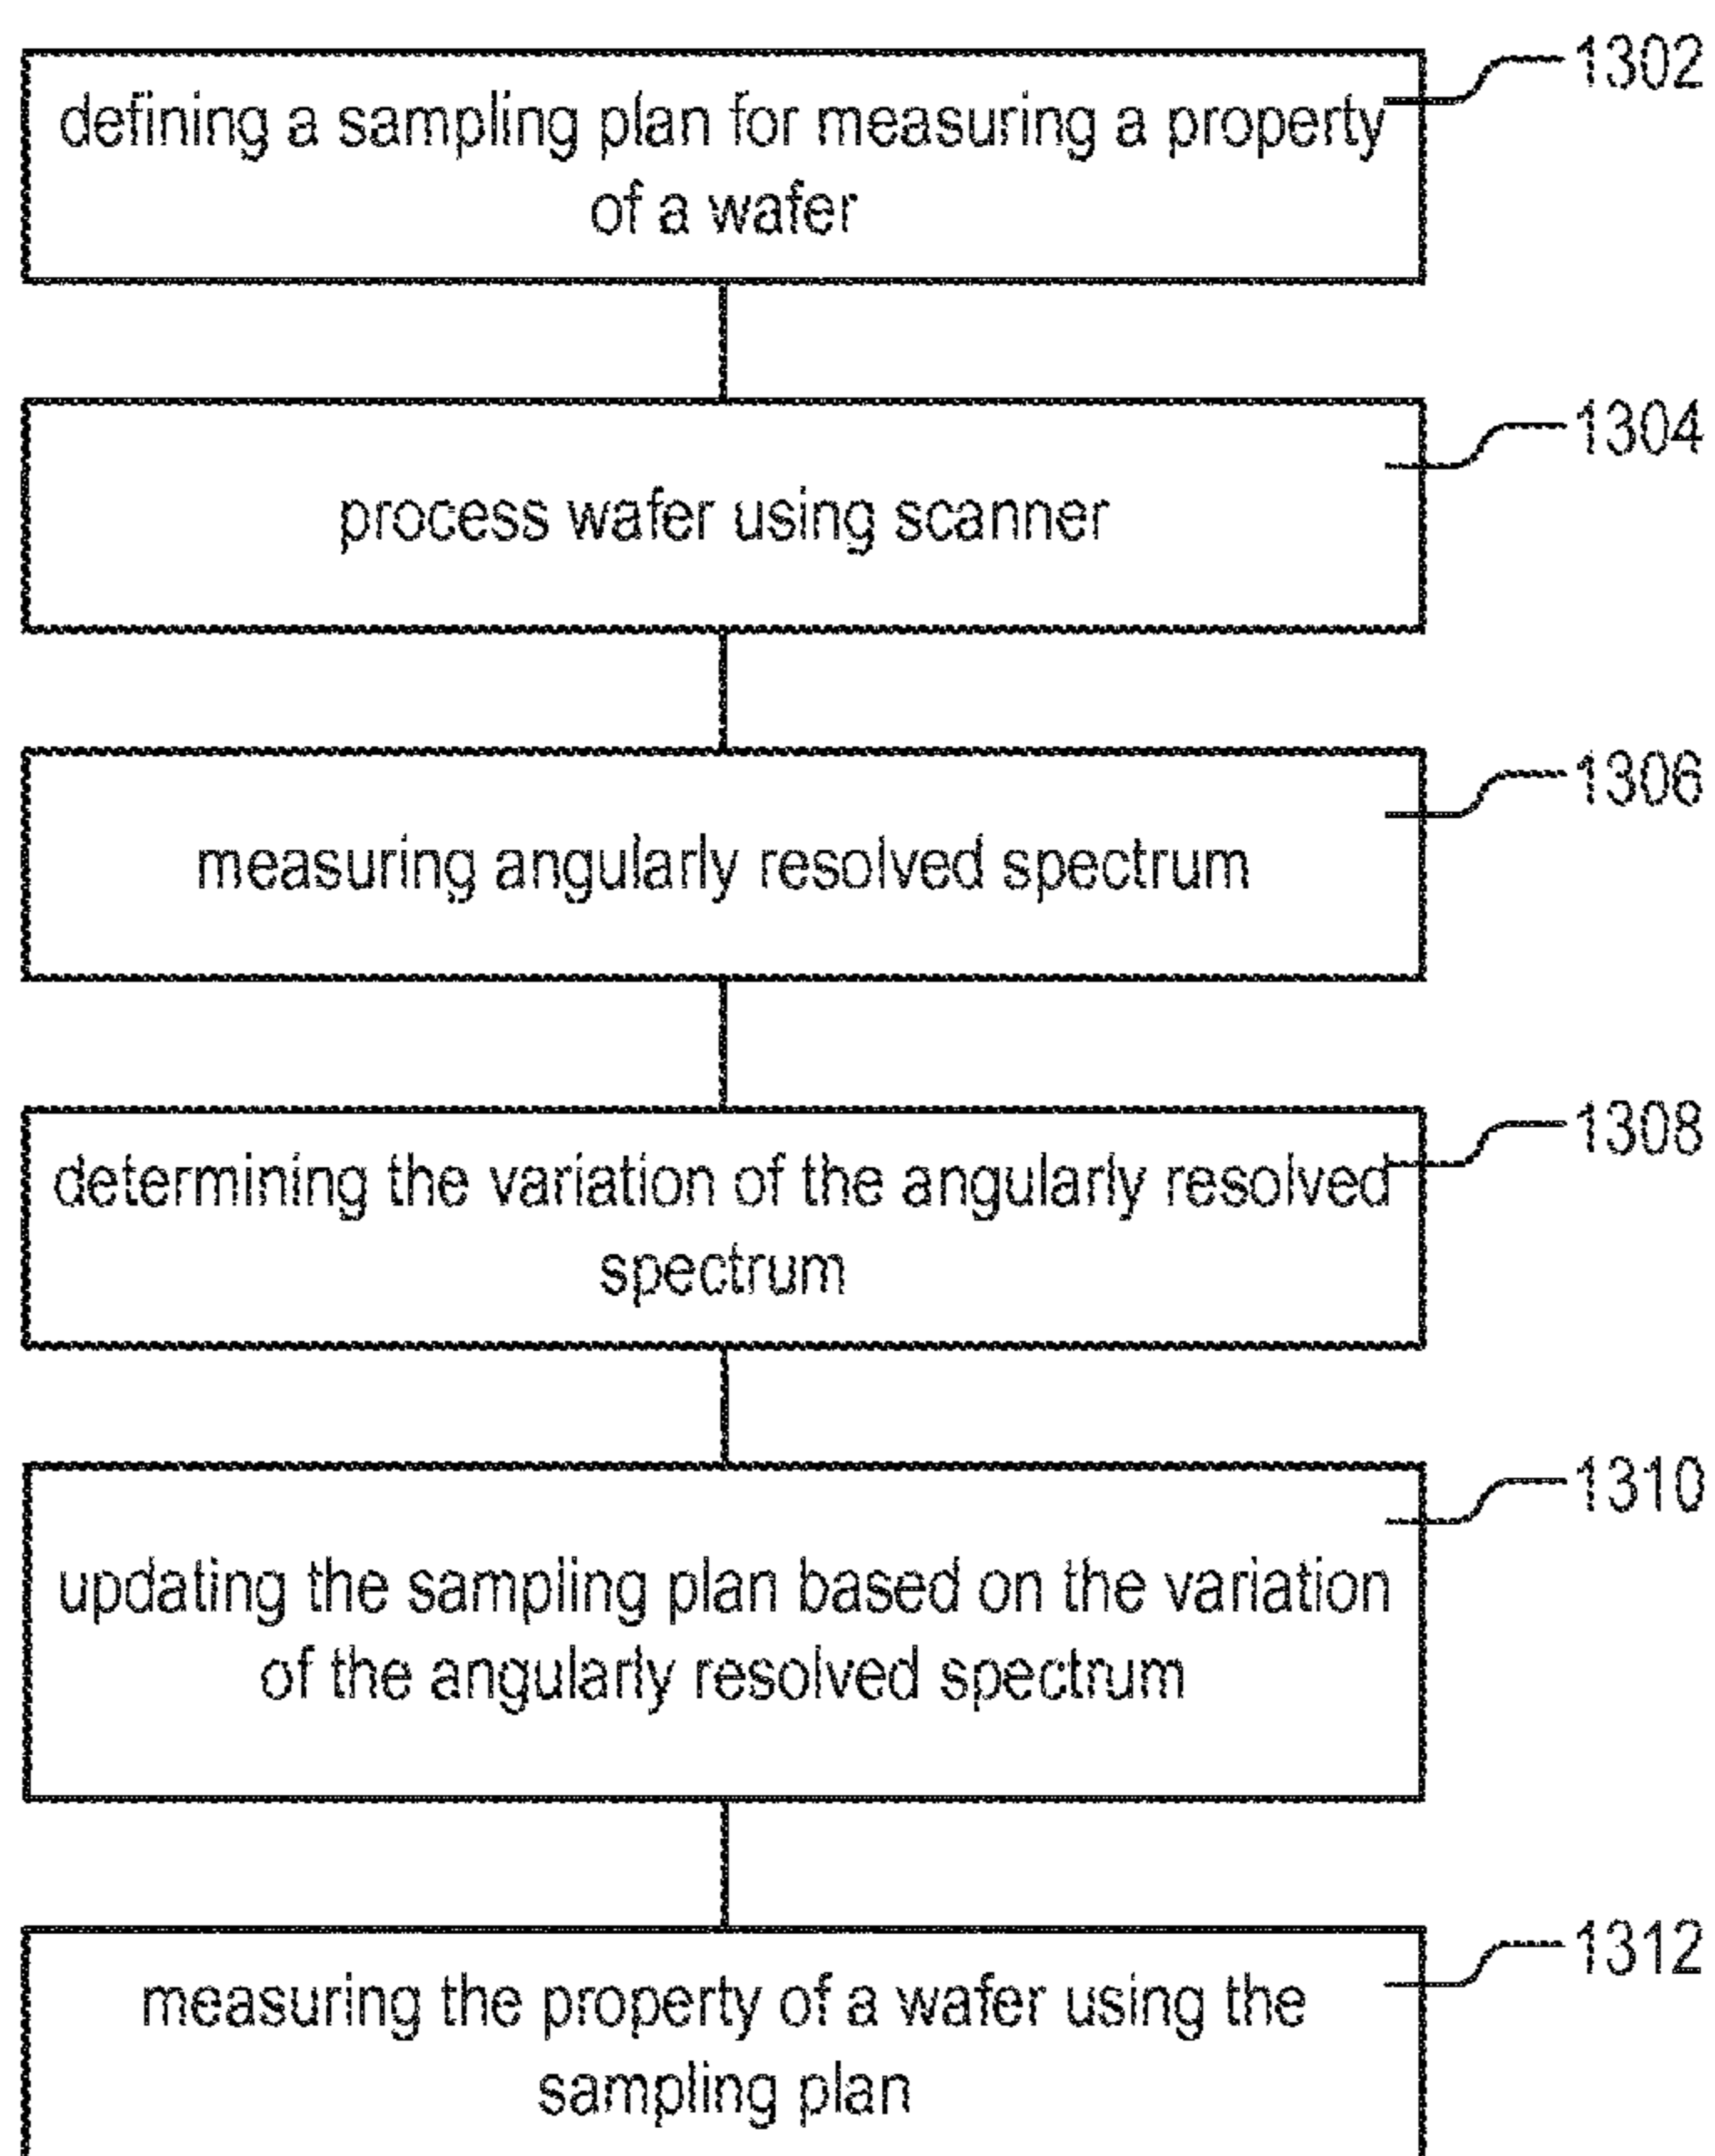 1302
defining a sampling plan for measuring a property
of a wafer
1304
process wafer using scanner
1306
measuring angularly resolved spectrum
1308
determining the variation of the angularly resolved
spectrum
1310
updating the sampling plan based on the variation
of the angularly resolved spectrum
1312
measuring the property of a wafer using the
sampling plan